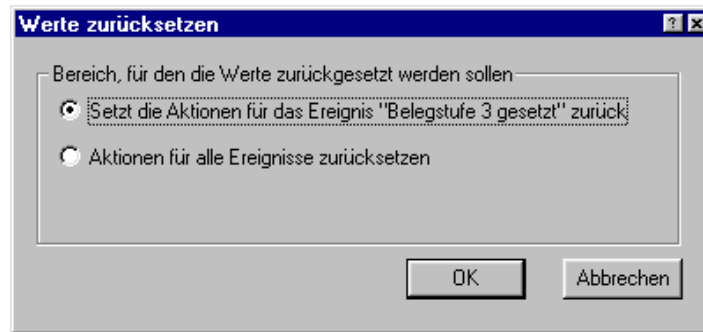 Werte zurücksetzen
Bereich, für den die Werte zurückgesetzt werden sollen
Setzt die Aktionen für das Ereignis "Belegstufe 3 gesetzt" zurück
Aktionen für alle Ereignisse zurücksetzen
OK
Abbrechen